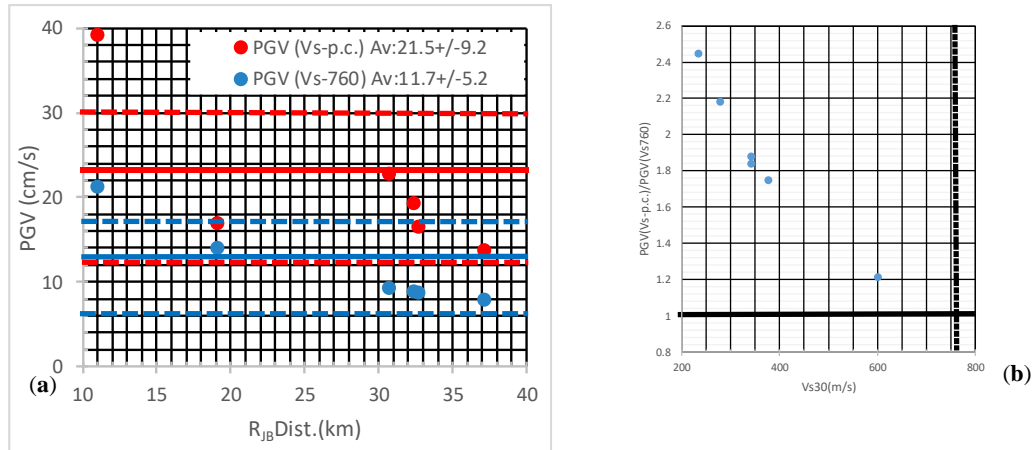 40
PGV (Vs-p.c.) Av:21.5+/-9.2
PGV (Vs-760) Av:11.7+/-5.2
30
20
10
0
PGV (cm/s)
10 15 20 25 30 35 40
R_JB Dist.(km)
(a)
2.6
2.4
2.2
2
1.8
1.6
1.4
1.2
1
0.8
PGV(Vs-p.c.)/PGV(Vs760)
200 400 600 800
Vs30(m/s)
(b)